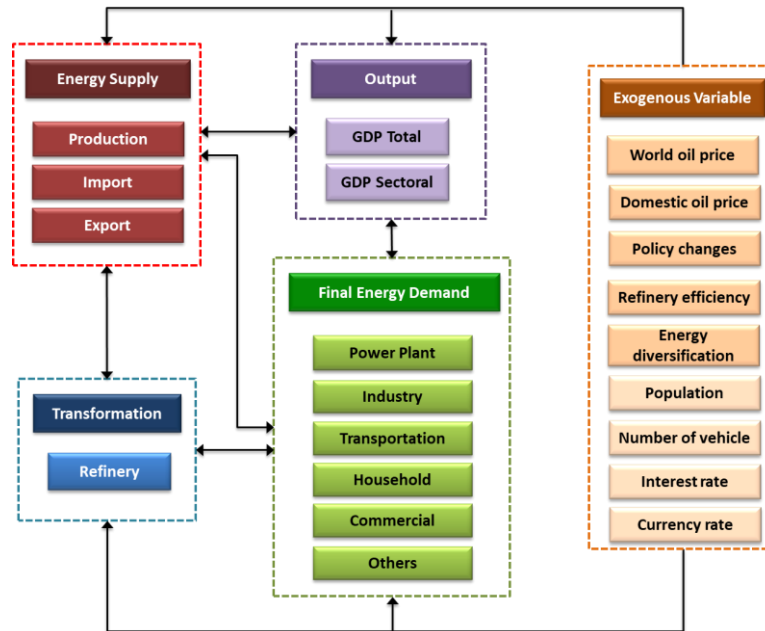 Energy Supply
Production
Import
Export
Output
GDP Total
GDP Sectoral
Exogenous Variable
World oil price
Domestic oil price
Policy changes
Refinery efficiency
Energy
diversification
Population
Number of vehicle
Interest rate
Currency rate
Final Energy Demand
Power Plant
Industry
Transportation
Household
Commercial
Others
Transformation
Refinery